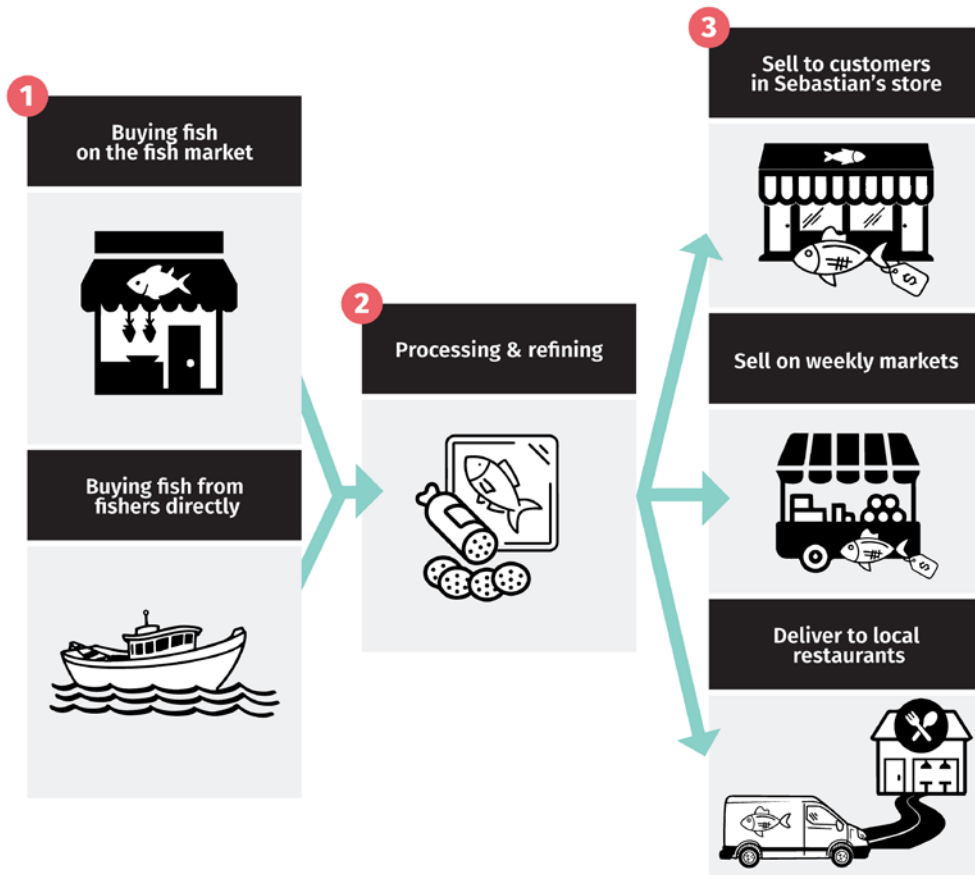 1
Buying fish
on the fish market
Buying fish from
fishers directly
2
Processing & refining
3
Sell to customers
in Sebastian's store
$
Sell on weekly markets
$
Deliver to local
restaurants